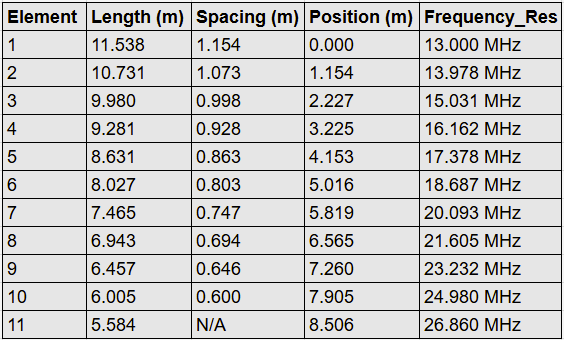 Element Length (m) Spacing (m) Position (m) Frequency_Res
1 11.538 1.154 0.000 13.000 MHz
2 10.731 1.073 1.154 13.978 MHz
3 9.980 0.998 2.227 15.031 MHz
4 9.281 0.928 3.225 16.162 MHz
5 8.631 0.863 4.153 17.378 MHz
6 8.027 0.803 5.016 18.687 MHz
7 7.465 0.747 5.819 20.093 MHz
8 6.943 0.694 6.565 21.605 MHz
9 6.457 0.646 7.260 23.232 MHz
10 6.005 0.600 7.905 24.980 MHz
11 5.584 N/A 8.506 26.860 MHz